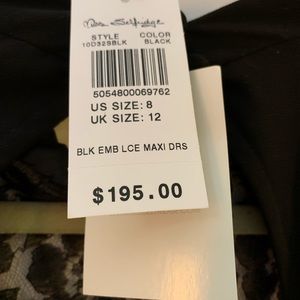 Miss Selfridge
STYLE COLOR
10D32SBLK BLACK
5054800069762
US SIZE: 8
UK SIZE: 12
BLK EMB LCE MAXI DRS
$195.00